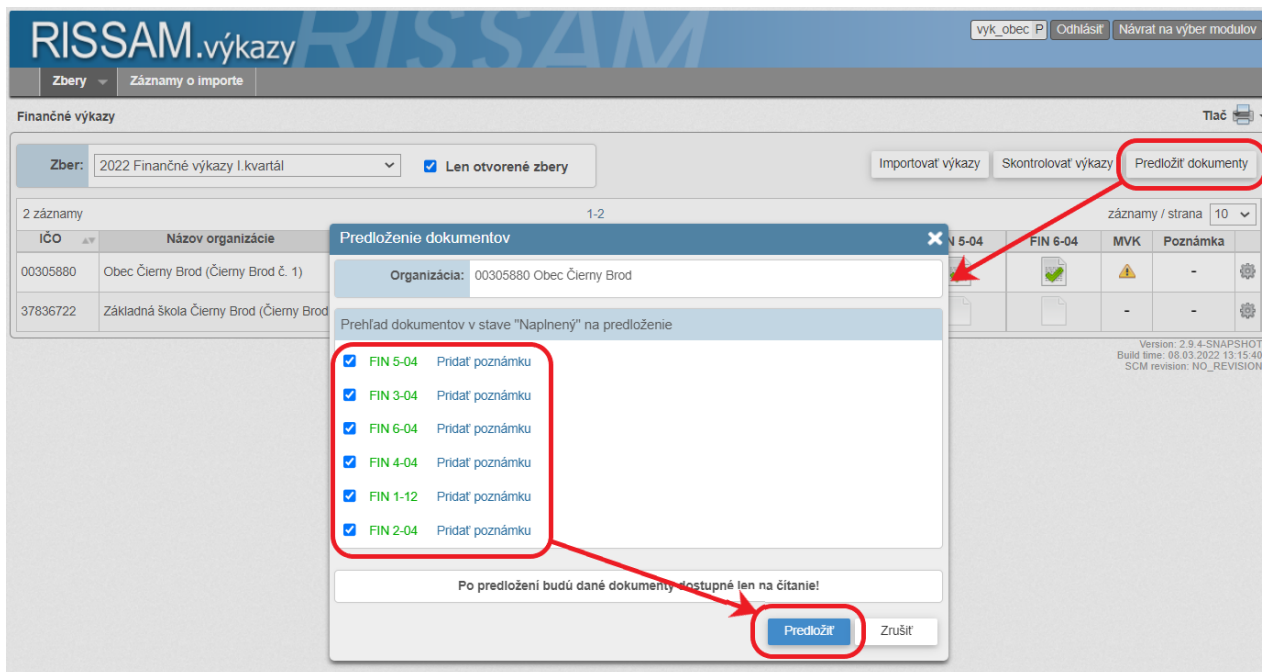 RISSAM.výkazy
RISSAM
vyk_obec P Odhlásiť Návrat na výber modulov
Zbery Záznamy o importe
Finančné výkazy Tlač
Zber: 2022 Finančné výkazy I.kvartál Len otvorené zbery Importovať výkazy Skontrolovať výkazy Predložiť dokumenty
2 záznamy 1-2 záznamy / strana 10
IČO Názov organizácie 5-04 FIN 6-04 MVK Poznámka
00305880 Obec Čierny Brod (Čierny Brod č. 1) -
37836722 Základná škola Čierny Brod (Čierny Brod - -
Version: 2.9.4-SNAPSHOT
Build time: 08.03.2022 13:15:40
SCM revision: NO_REVISION
Predloženie dokumentov
Organizácia: 00305880 Obec Čierny Brod
Prehľad dokumentov v stave "Naplnený" na predloženie
FIN 5-04 Pridať poznámku
FIN 3-04 Pridať poznámku
FIN 6-04 Pridať poznámku
FIN 4-04 Pridať poznámku
FIN 1-12 Pridať poznámku
FIN 2-04 Pridať poznámku
Po predložení budú dané dokumenty dostupné len na čítanie!
Predložiť Zrušiť